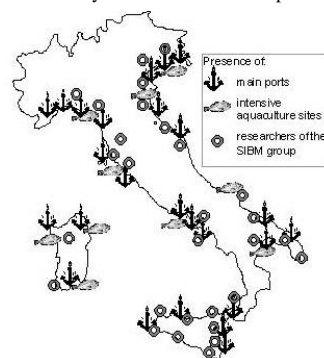 Presence of:
main ports
intensive
aquaculture sites
researchers of the
SIBM group